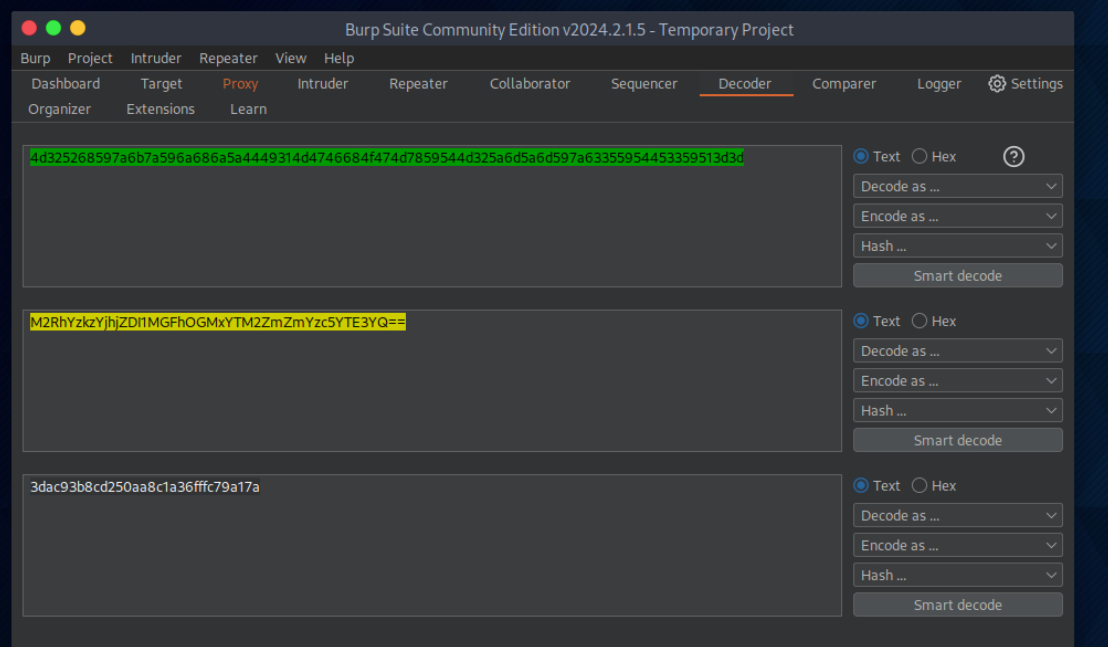 Burp Suite Community Edition v2024.2.1.5 - Temporary Project
Burp Project Intruder Repeater View Help
Dashboard Target Proxy Intruder Repeater Collaborator Sequencer Decoder Comparer Logger Settings
Organizer Extensions Learn
4d325268597a6b7a596a686a5a4449314d4746684f474d7859544d325a6d5a6d597a63355954453359513d3d
Text Hex ?
Decode as ...
Encode as ...
Hash ...
Smart decode
M2RhYzkzYjhjZDI1MGFhOGMxYTM2ZmZmYzc5YTE3YQ==
Text Hex
Decode as ...
Encode as ...
Hash ...
Smart decode
3dac93b8cd250aa8c1a36fffc79a17a
Text Hex
Decode as ...
Encode as ...
Hash ...
Smart decode